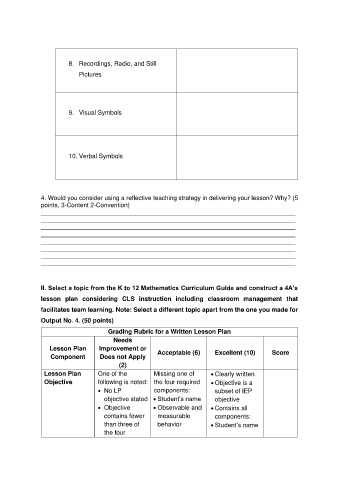 8. Recordings, Radio, and Still
Pictures
9. Visual Symbols
10. Verbal Symbols
4. Would you consider using a reflective teaching strategy in delivering your lesson? Why? (5
points, 3-Content 2-Convention)
II. Select a topic from the K to 12 Mathematics Curriculum Guide and construct a 4A's
lesson plan considering CLS instruction including classroom management that
facilitates team learning. Note: Select a different topic apart from the one you made for
Output No. 4. (50 points)
Grading Rubric for a Written Lesson Plan
Lesson Plan
Component
Needs
Improvement or
Does not Apply
(2)
Acceptable (6)
Excellent (10)
Score
Lesson Plan
Objective
One of the
following is noted:
• No LP
objective stated
• Objective
contains fewer
than three of
the four
Missing one of
the four required
components:
• Student's name
• Observable and
measurable
behavior
• Clearly written
• Objective is a
subset of IEP
objective
• Contains all
components:
• Student's name